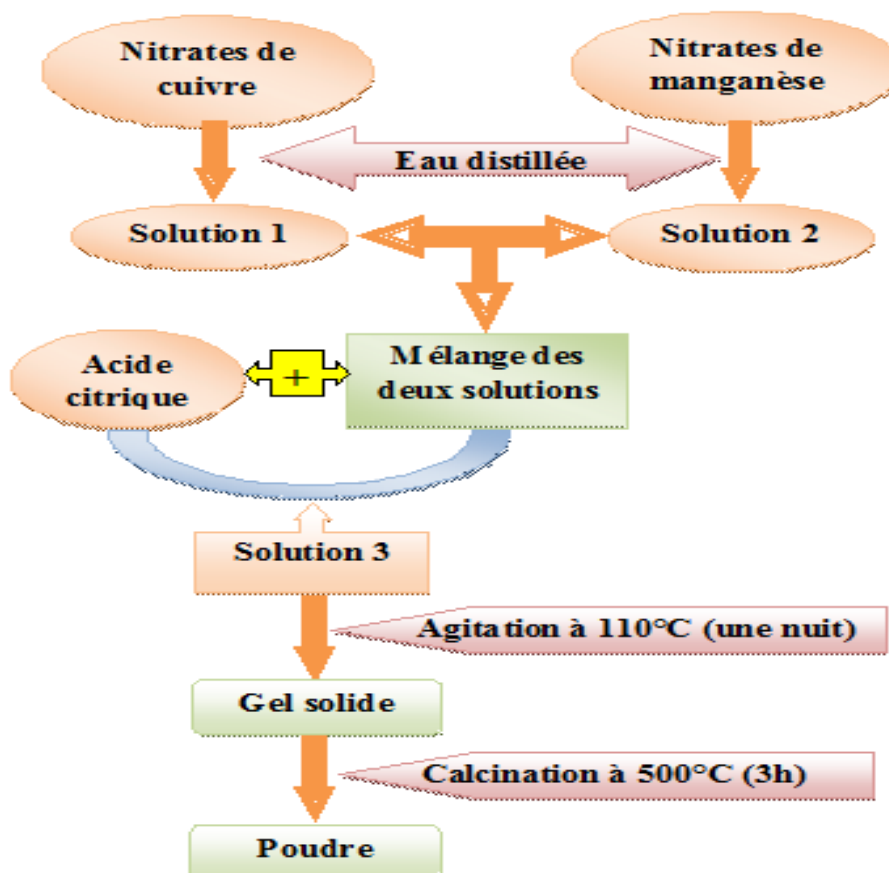 Nitrates de
cuivre
Nitrates de
manganèse
Eau distillée
Solution 1
Solution 2
Acide
citrique
+
Mélange des
deux solutions
Solution 3
Agitation à 110°C (une nuit)
Gel solide
Calcination à 500°C (3h)
Poudre